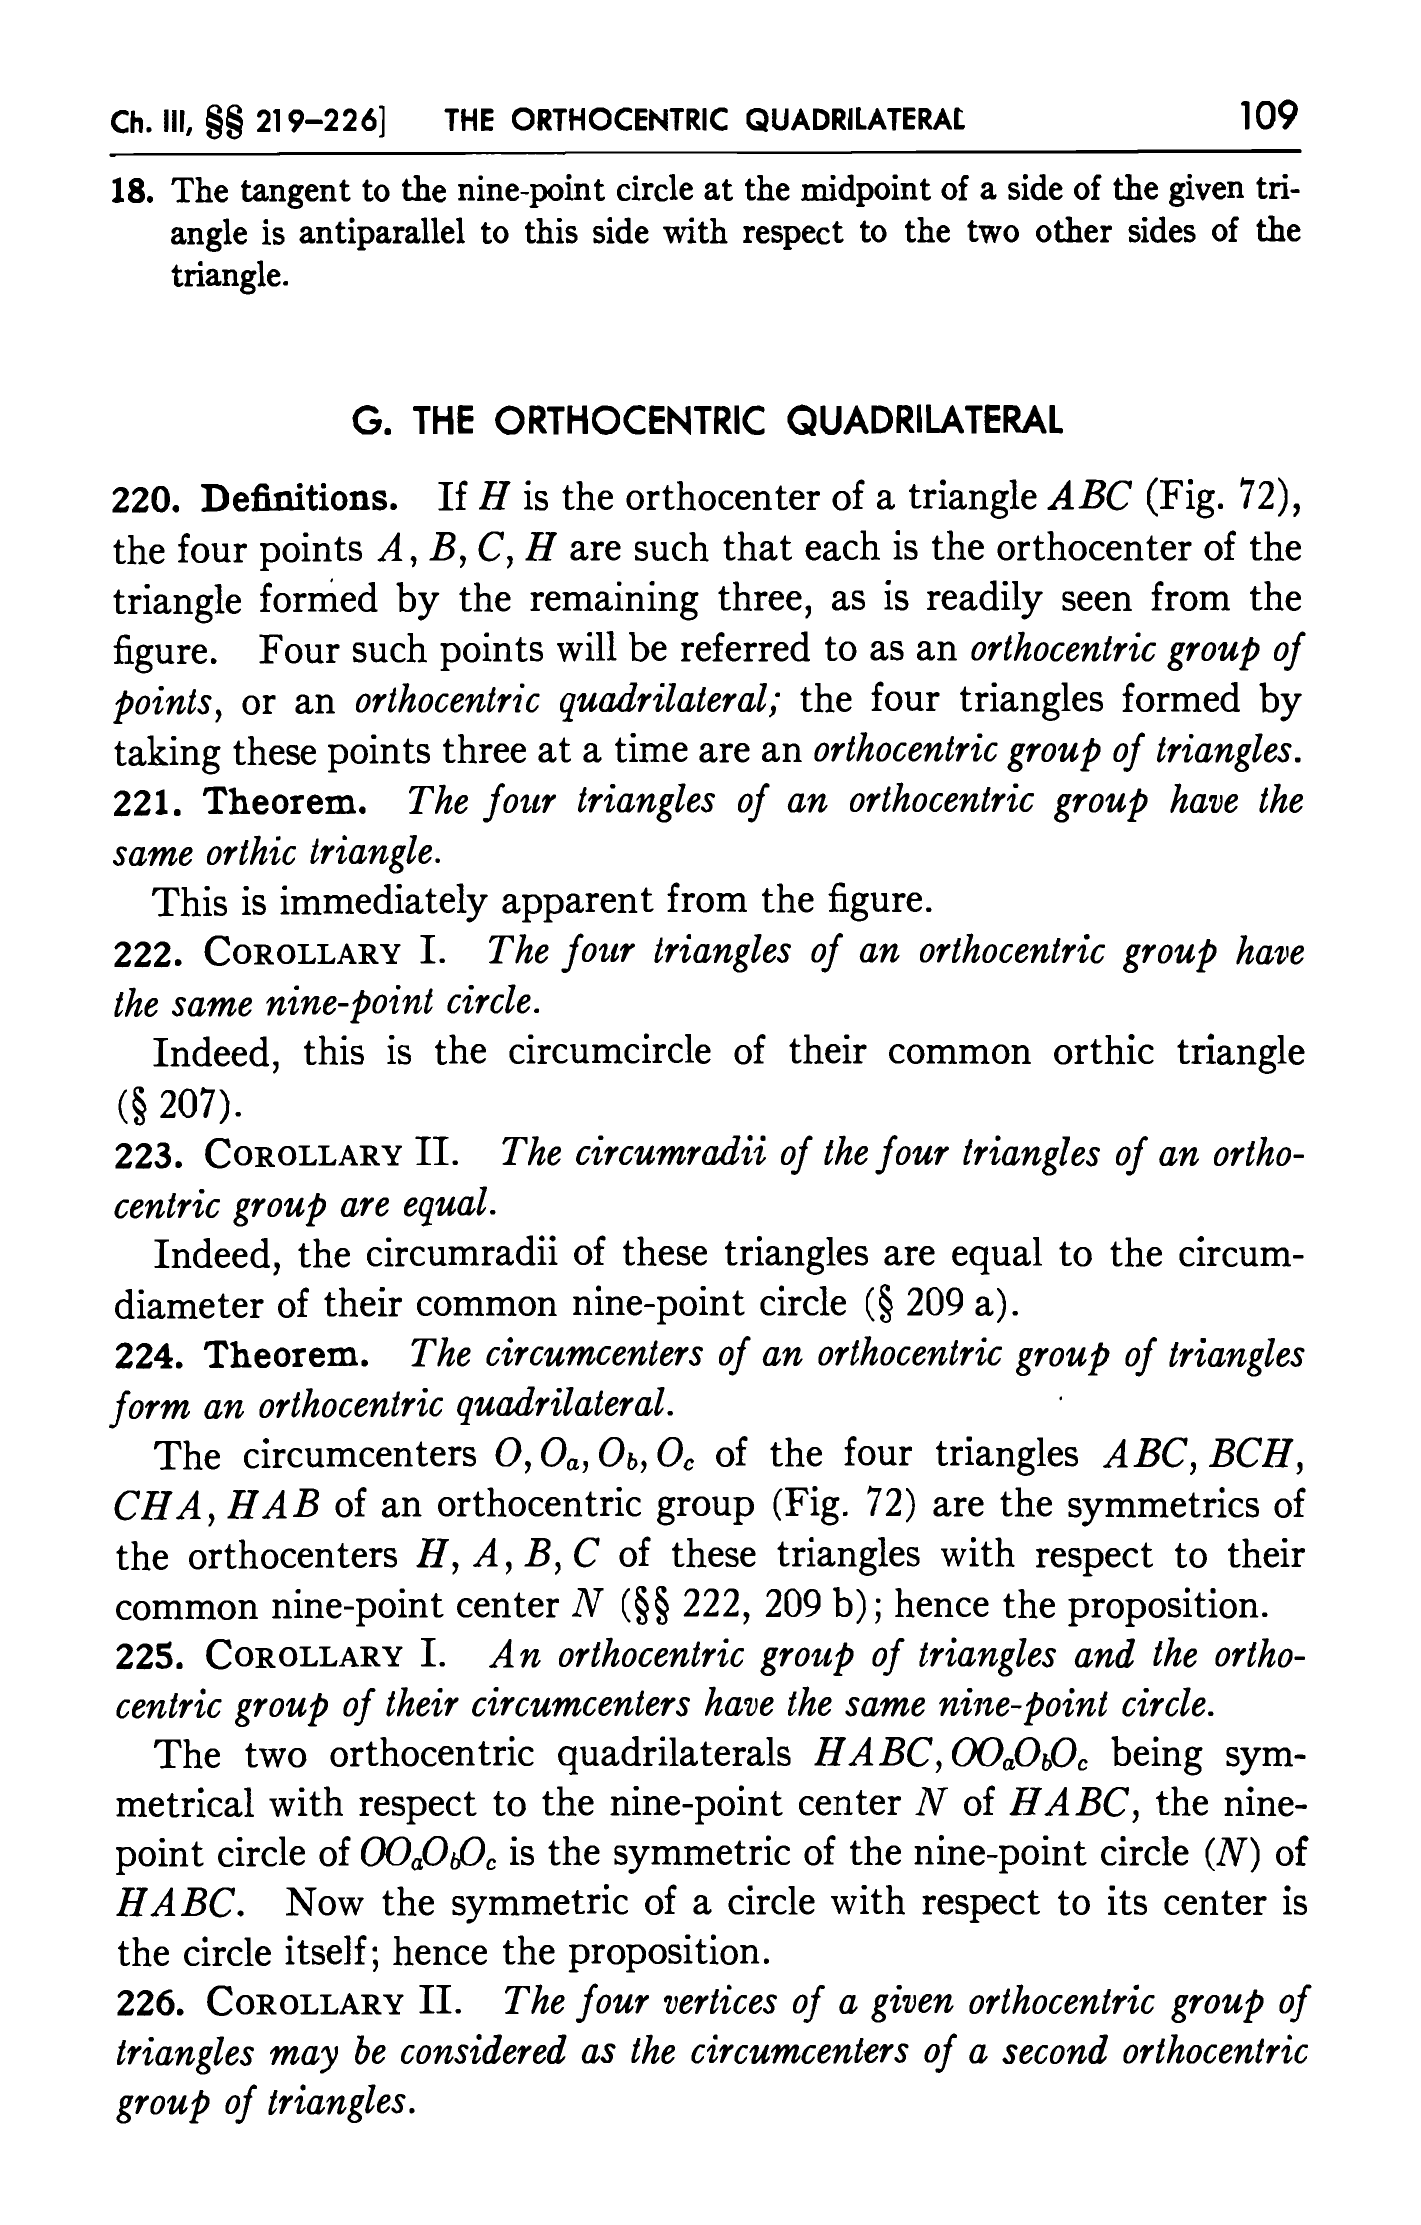 Ch. III, §§ 219–226] THE ORTHOCENTRIC QUADRILATERAL 109
18. The tangent to the nine-point circle at the midpoint of a side of the given tri-
angle is antiparallel to this side with respect to the two other sides of the
triangle.
G. THE ORTHOCENTRIC QUADRILATERAL
220. Definitions. If H is the orthocenter of a triangle ABC (Fig. 72),
the four points A, B, C, H are such that each is the orthocenter of the
triangle formed by the remaining three, as is readily seen from the
figure. Four such points will be referred to as an orthocentric group of
points, or an orthocentric quadrilateral; the four triangles formed by
taking these points three at a time are an orthocentric group of triangles.
221. Theorem. The four triangles of an orthocentric group have the
same orthic triangle.
This is immediately apparent from the figure.
222. COROLLARY I. The four triangles of an orthocentric group have
the same nine-point circle.
Indeed, this is the circumcircle of their common orthic triangle
(§ 207).
223. COROLLARY II. The circumradii of the four triangles of an ortho-
centric group are equal.
Indeed, the circumradii of these triangles are equal to the circum-
diameter of their common nine-point circle (§ 209 a).
224. Theorem. The circumcenters of an orthocentric group of triangles
form an orthocentric quadrilateral.
The circumcenters O, Oₐ, O_b, O_c of the four triangles ABC, BCH,
CHA, HAB of an orthocentric group (Fig. 72) are the symmetrics of
the orthocenters H, A, B, C of these triangles with respect to their
common nine-point center N (§§ 222, 209 b); hence the proposition.
225. COROLLARY I. An orthocentric group of triangles and the ortho-
centric group of their circumcenters have the same nine-point circle.
The two orthocentric quadrilaterals HABC, OOₐO_bO_c being sym-
metrical with respect to the nine-point center N of HABC, the nine-
point circle of OOₐO_bO_c is the symmetric of the nine-point circle (N) of
HABC. Now the symmetric of a circle with respect to its center is
the circle itself; hence the proposition.
226. COROLLARY II. The four vertices of a given orthocentric group of
triangles may be considered as the circumcenters of a second orthocentric
group of triangles.